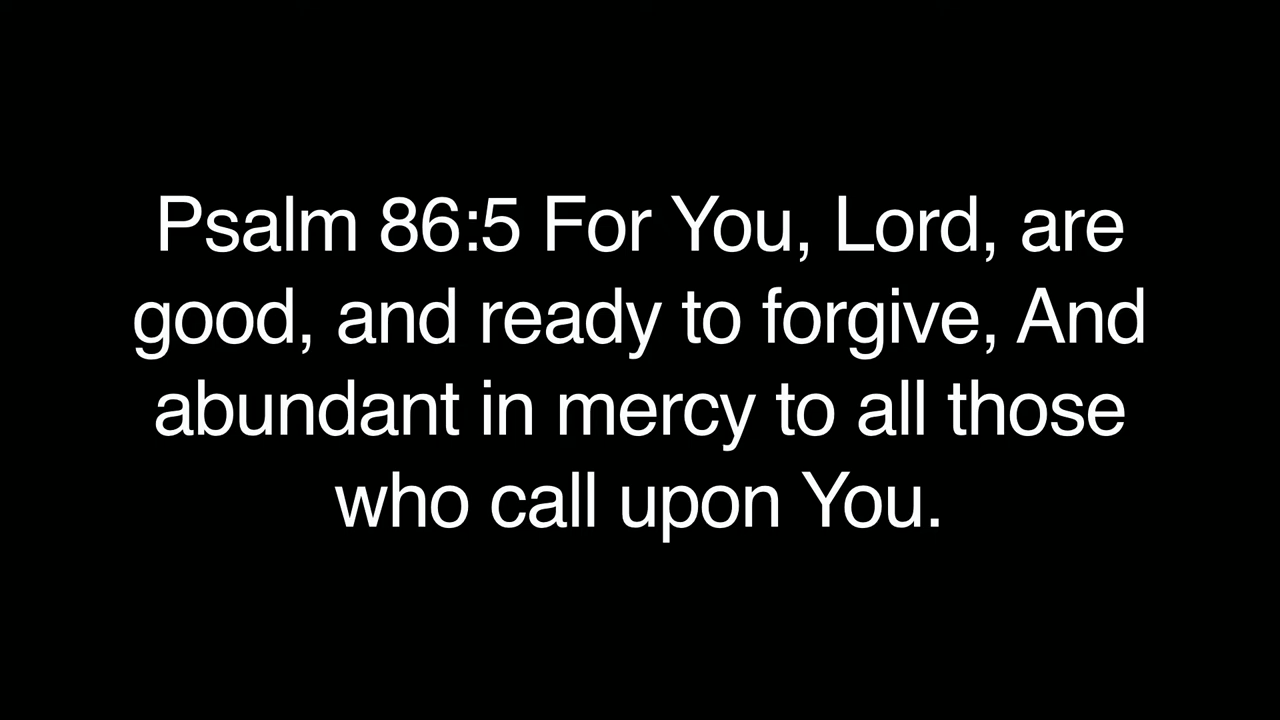 Psalm 86:5 For You, Lord, are
good, and ready to forgive, And
abundant in mercy to all those
who call upon You.